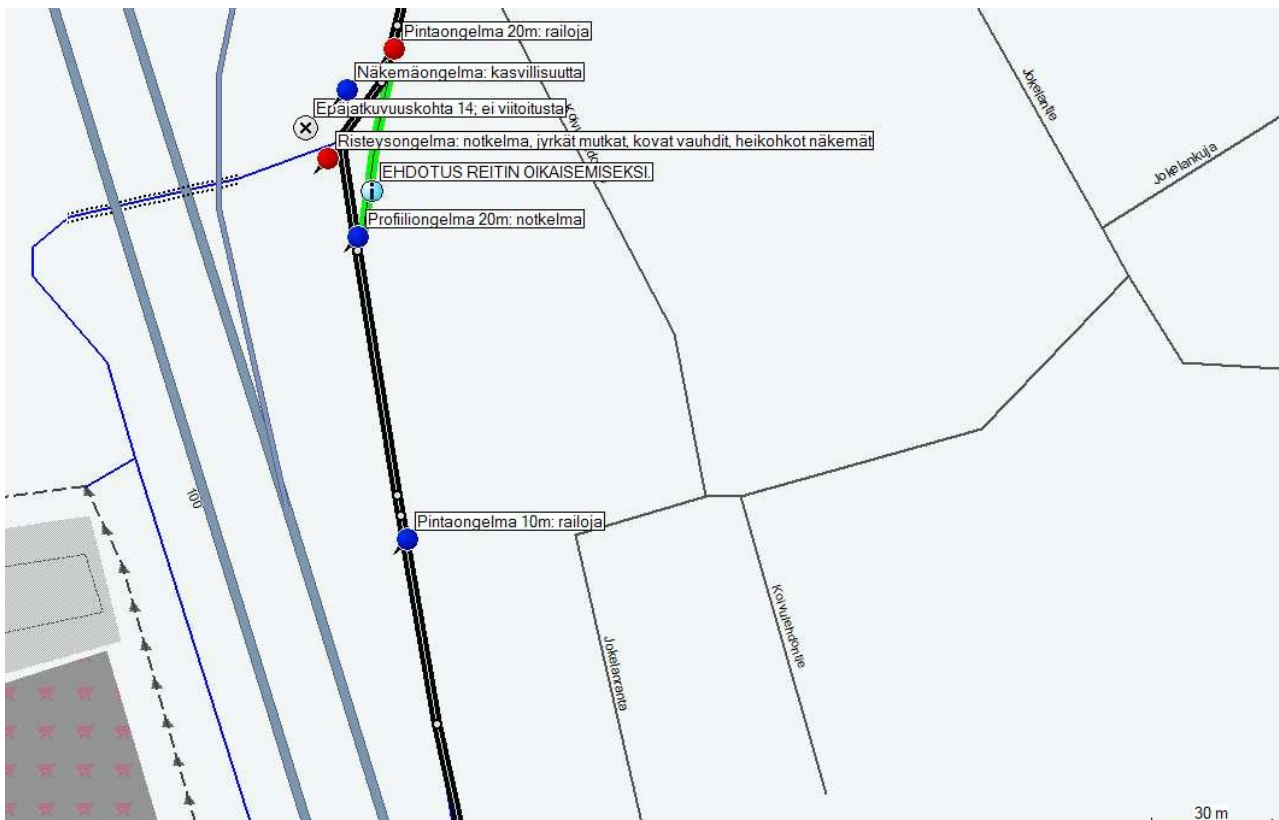 Pintaongelma 20m: railoja
Näkemäongelma: kasvillisuutta
Epäjatkuvuuskohta 14; ei viitoitusta
Risteysongelma: notkelma, jyrkät mutkat, kovat vauhdit, heikohkot näkemät
EHDOTUS REITIN OIKAISEMISEKSI.
Profiiliongelma 20m: notkelma
Jokelantie
Jokelankuja
100
Pintaongelma 10m: railoja
Koivulehdontie
Jokelanranta
30 m